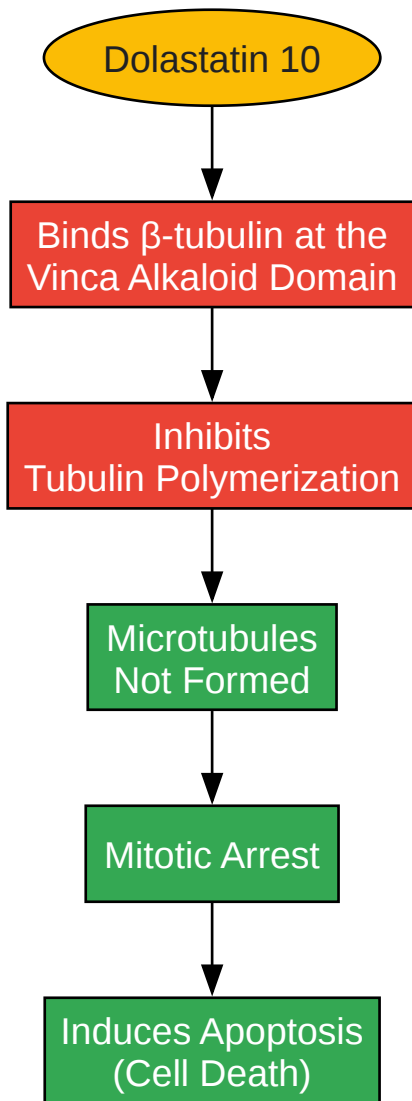 Dolastatin 10
Binds β-tubulin at the
Vinca Alkaloid Domain
Inhibits
Tubulin Polymerization
Microtubules
Not Formed
Mitotic Arrest
Induces Apoptosis
(Cell Death)